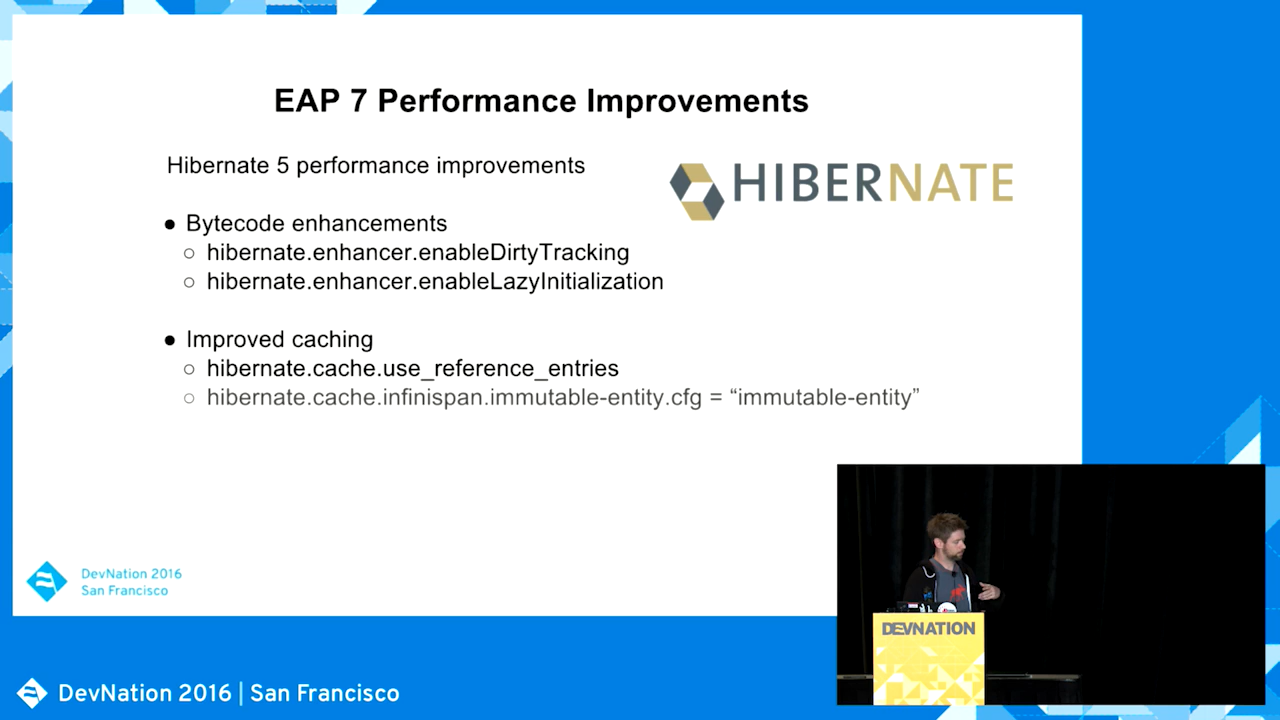 EAP 7 Performance Improvements
Hibernate 5 performance improvements
HIBERNATE
● Bytecode enhancements
○ hibernate.enhancer.enableDirtyTracking
○ hibernate.enhancer.enableLazyInitialization
● Improved caching
○ hibernate.cache.use_reference_entries
○ hibernate.cache.infinispan.immutable-entity.cfg = “immutable-entity”
DevNation 2016
San Francisco
DEVNATION
DevNation 2016 | San Francisco